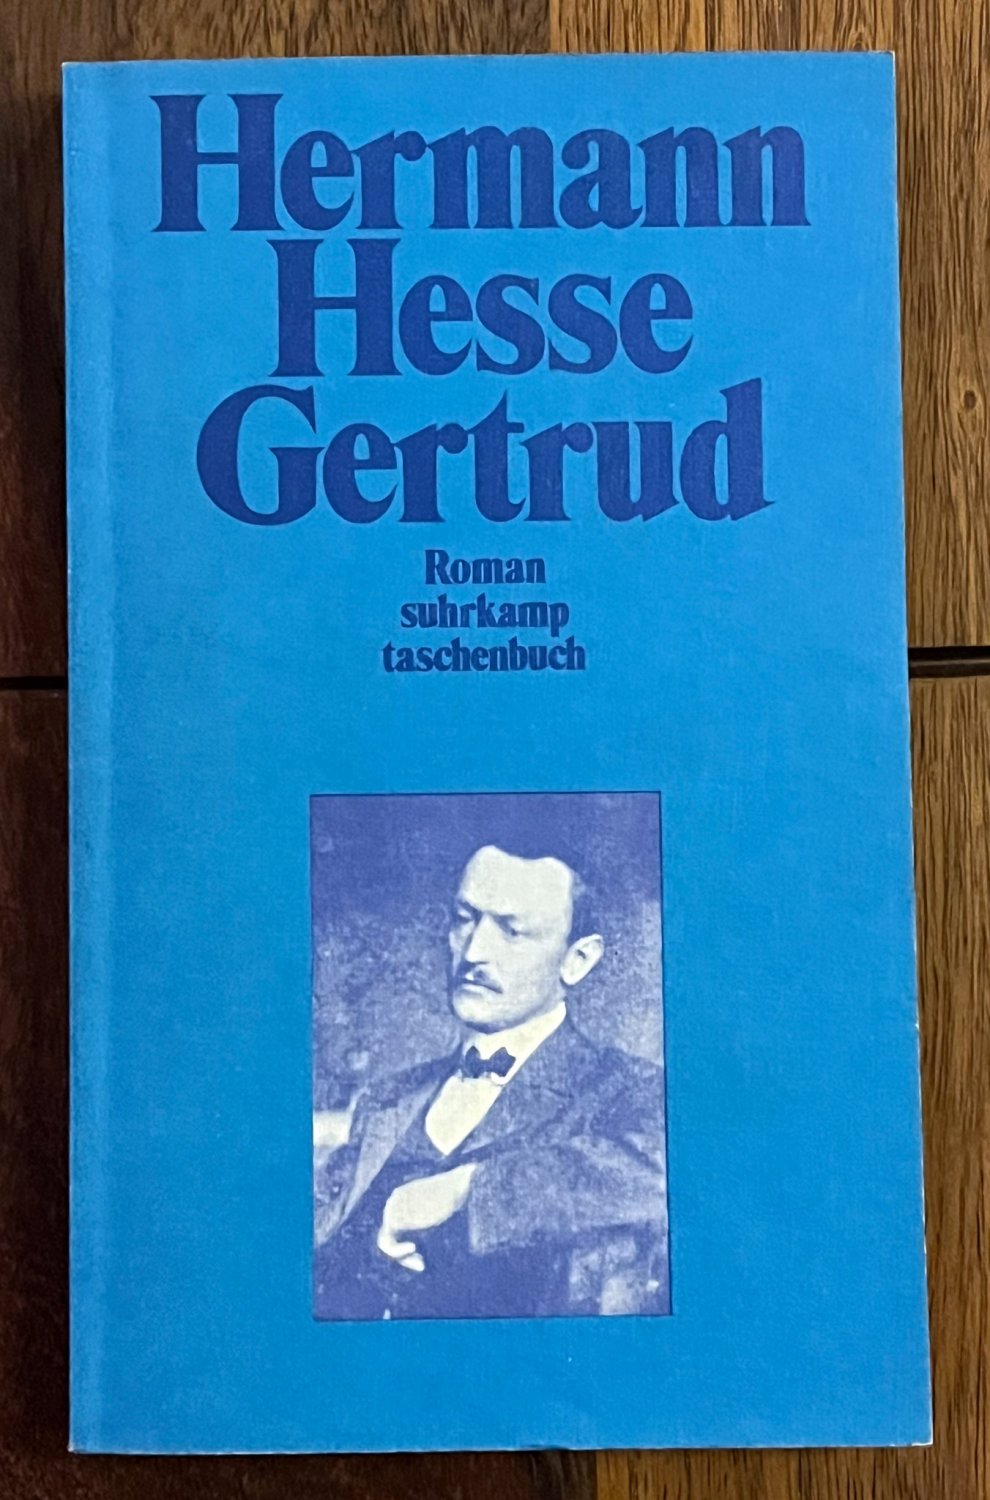 Hermann
Hesse
Gertrud
Roman
suhrkamp
taschenbuch